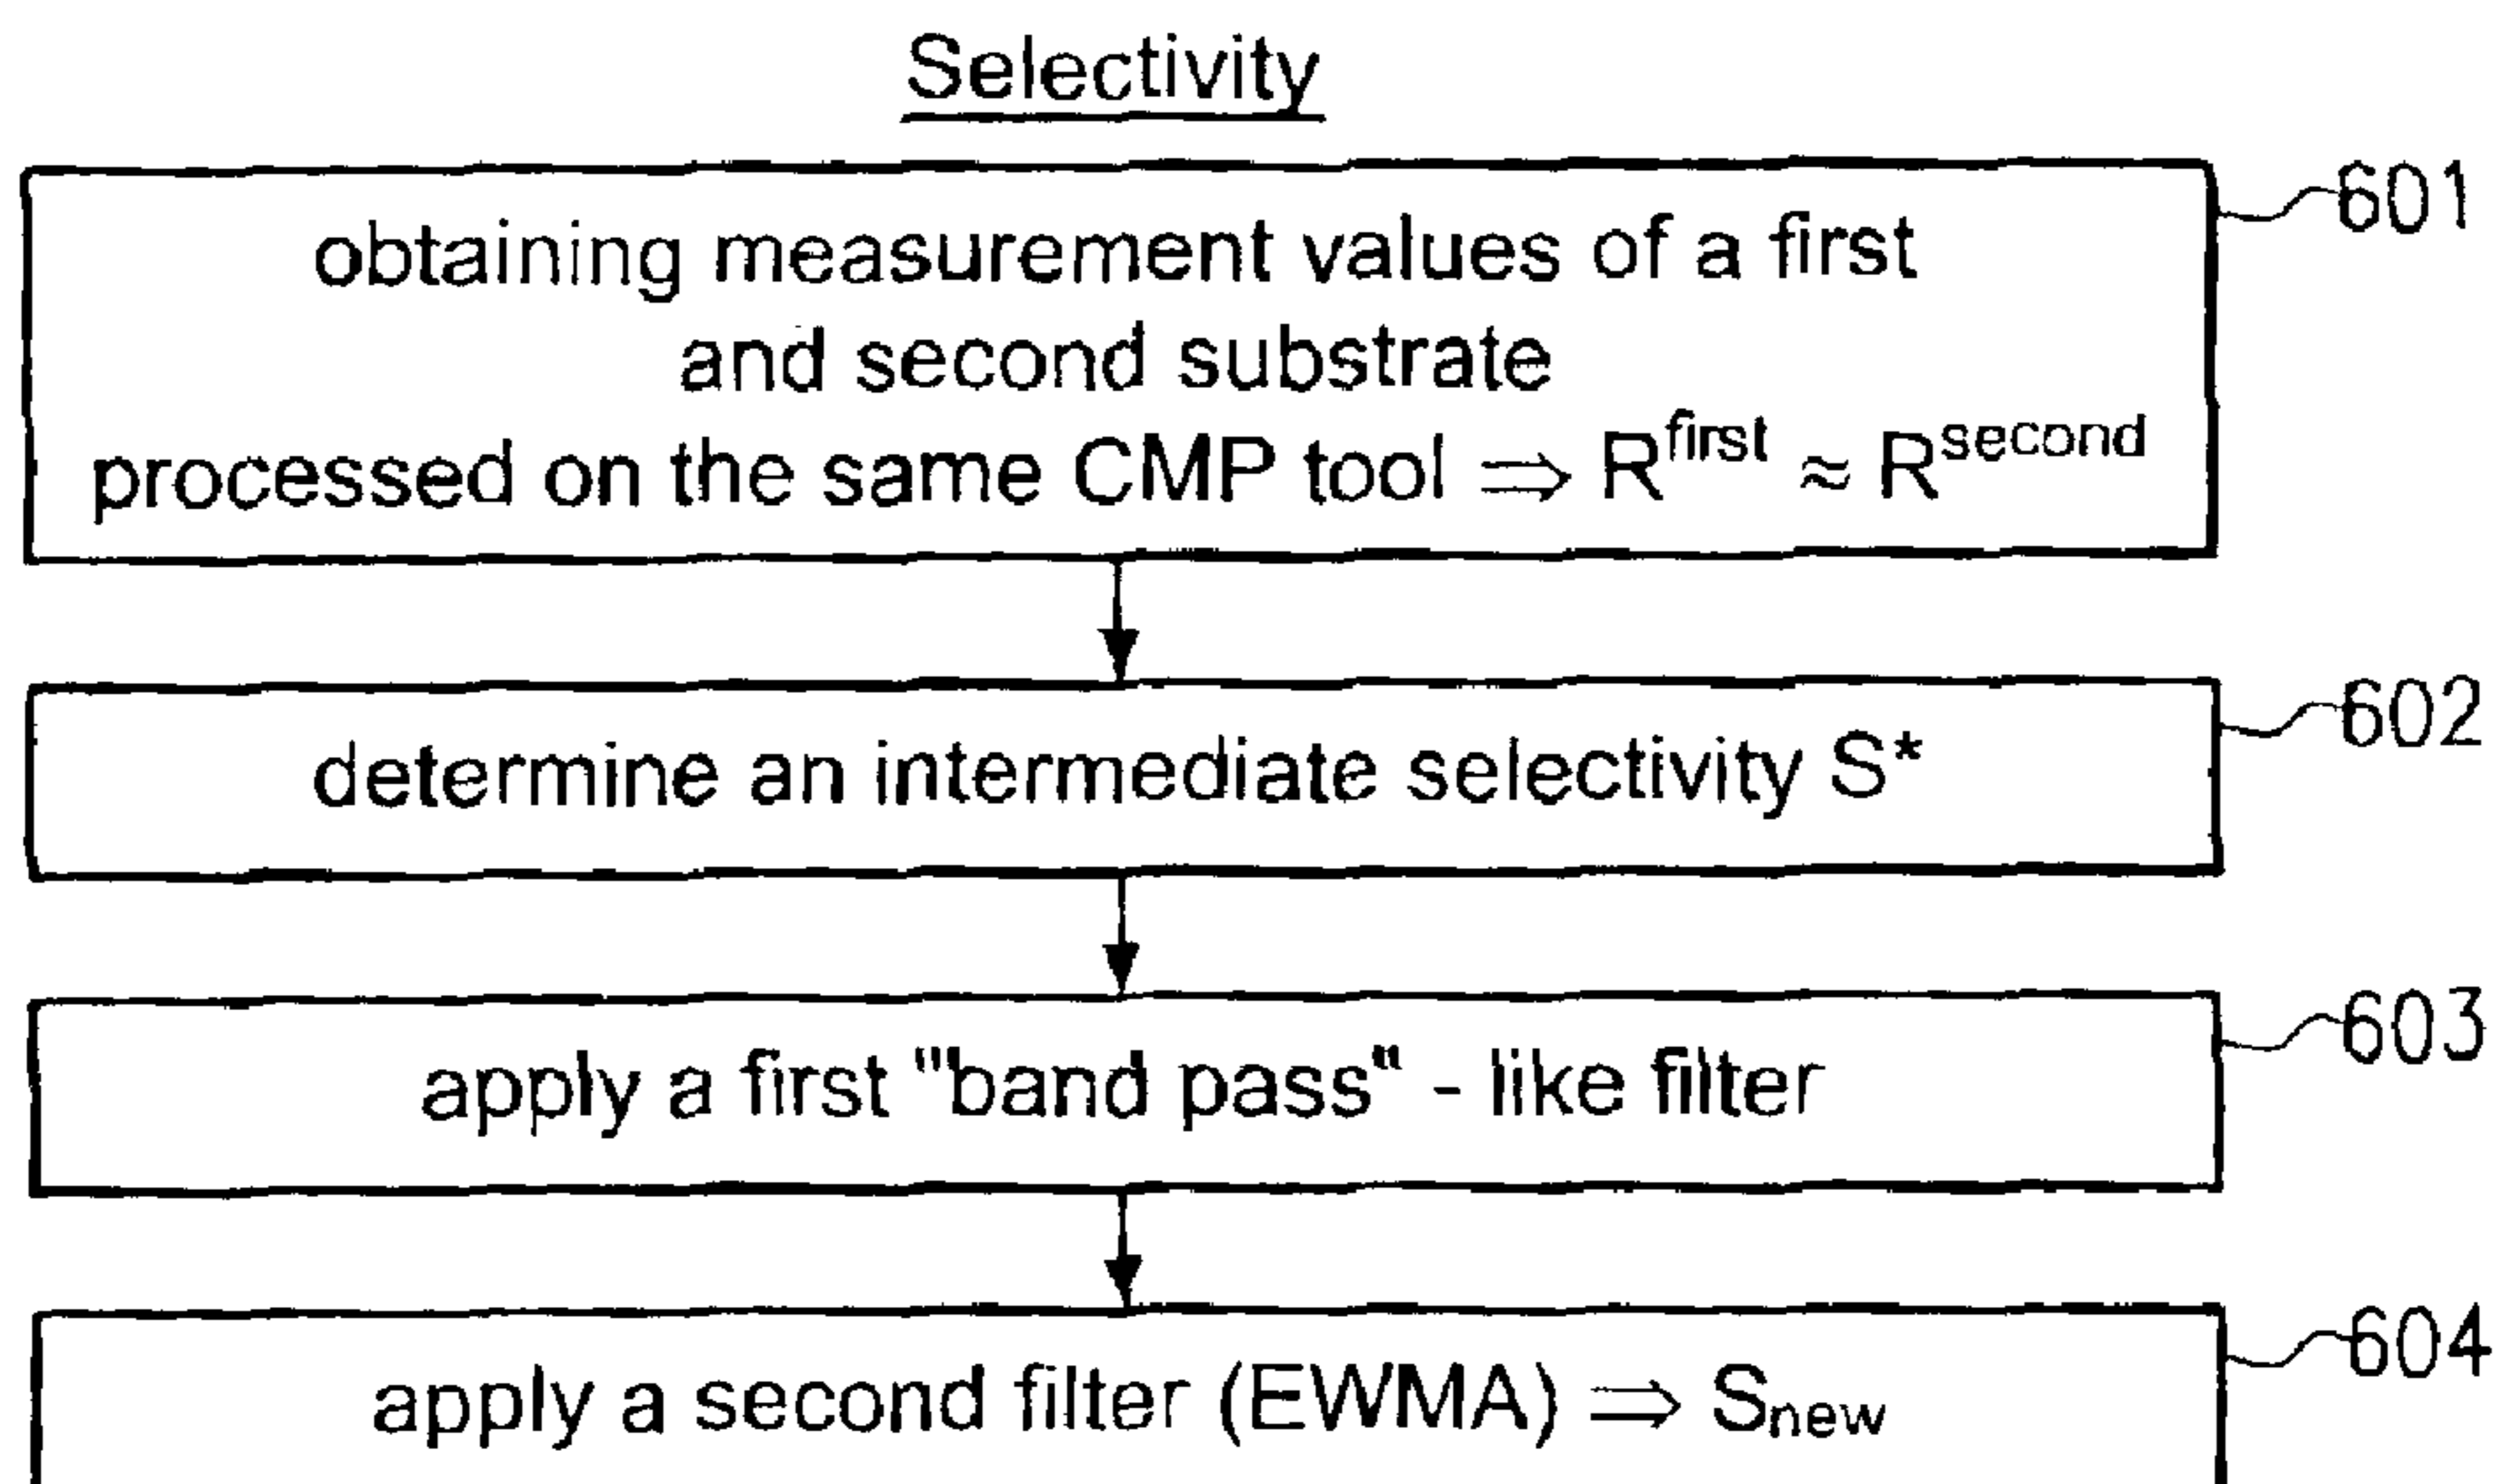 Selectivity
601
obtaining measurement values of a first
and second substrate
processed on the same CMP tool ⇒ R^first ≈ R^second
602
determine an intermediate selectivity S*
603
apply a first "band pass" - like filter
604
apply a second filter (EWMA) ⇒ S_new